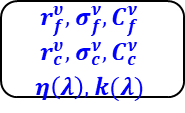 r_f^υ, σ_f^ν, C_f^ν
r_c^υ, σ_c^ν, C_c^ν
η(λ), k(λ)